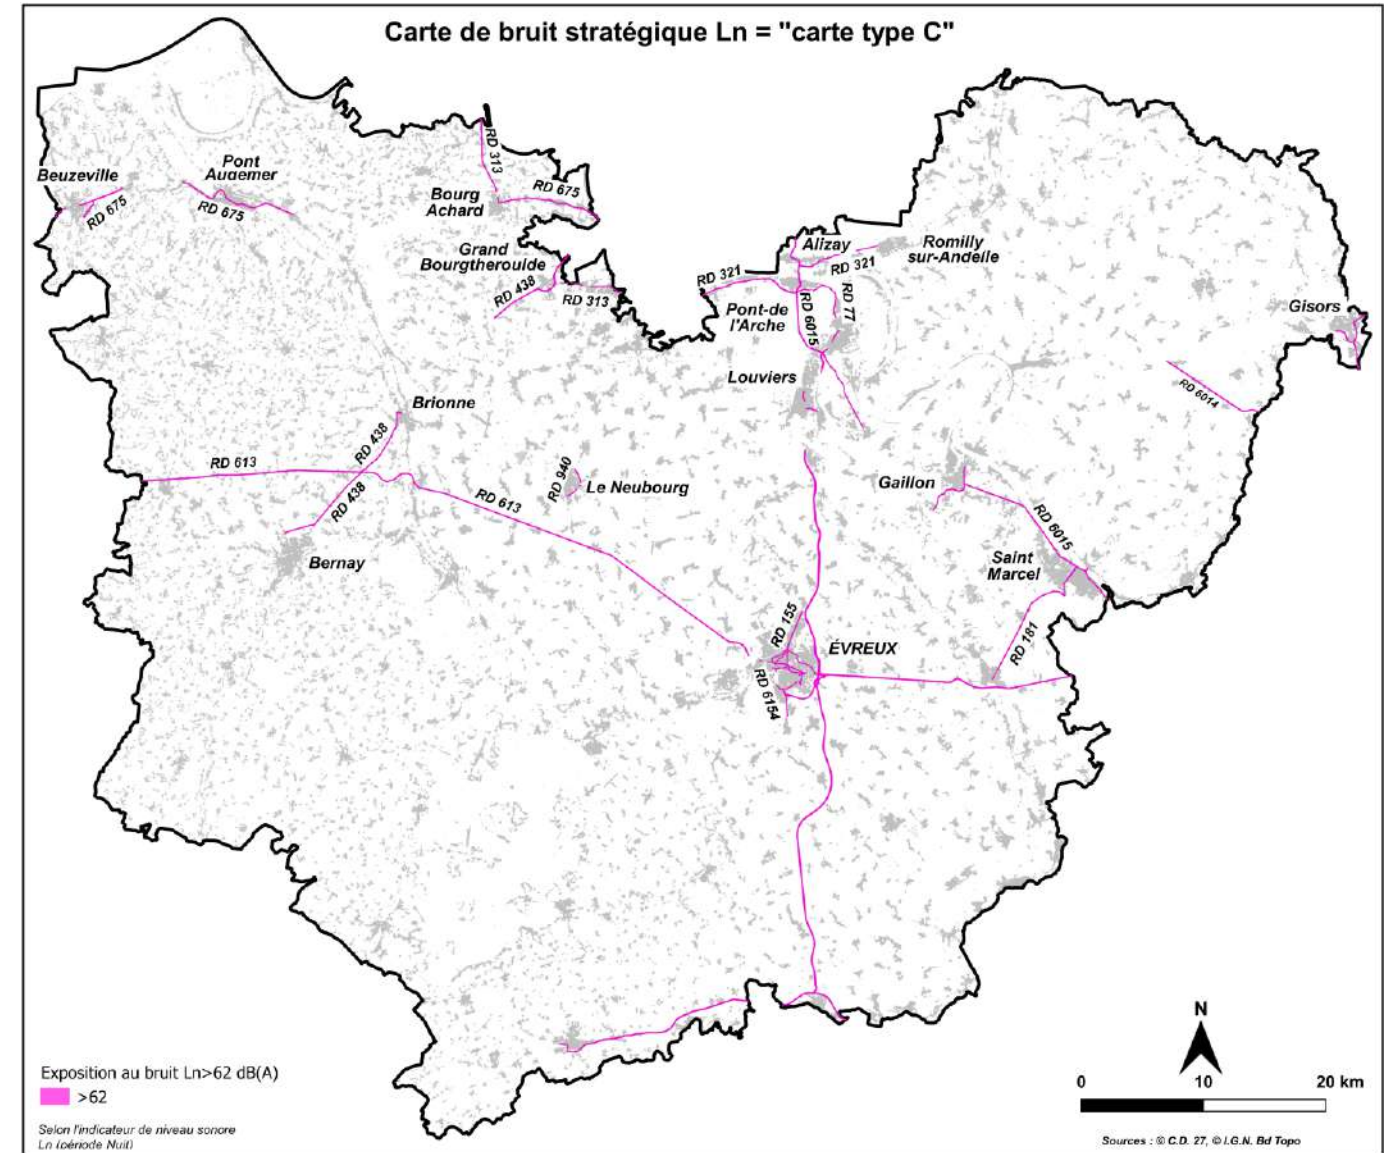 Carte de bruit stratégique Ln = "carte type C"
RD 313
Pont
Audemer
Beuzeville
RD 675
RD 675
Bourg
Achard
RD 675
Grand
Bourgtheroulde
RD 438
RD 313
Alizay
Romilly
sur-Andelle
RD 321
RD 321
RD 77
Pont-de
l'Arche
RD 6015
Gisors
Louviers
RD 6014
Brionne
RD 438
RD 613
RD 438
RD 940
Le Neubourg
RD 613
Gaillon
RD 6015
Bernay
Saint
Marcel
RD 155
ÉVREUX
RD 181
RD 6154
N
Exposition au bruit Ln>62 dB(A)
>62
0 10 20 km
Selon l'indicateur de niveau sonore
Ln (période Nuit)
Sources : © C.D. 27, © I.G.N. Bd Topo